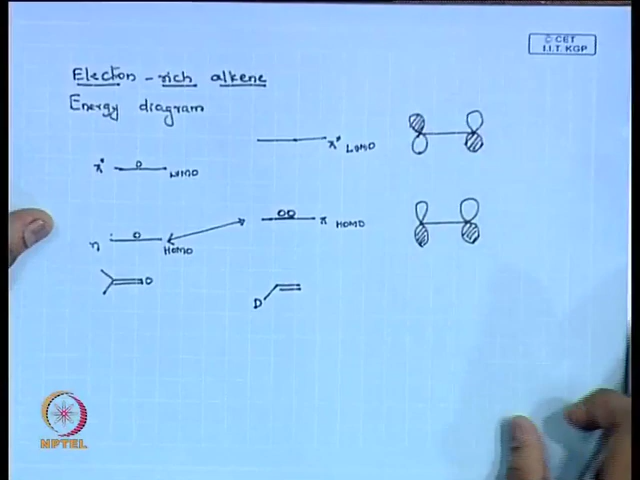 © CET
I.I.T. KGP
Electron-rich alkene
Energy diagram
π* LUMO
π* LUMO
n HOMO
π HOMO
O
D
NPTEL